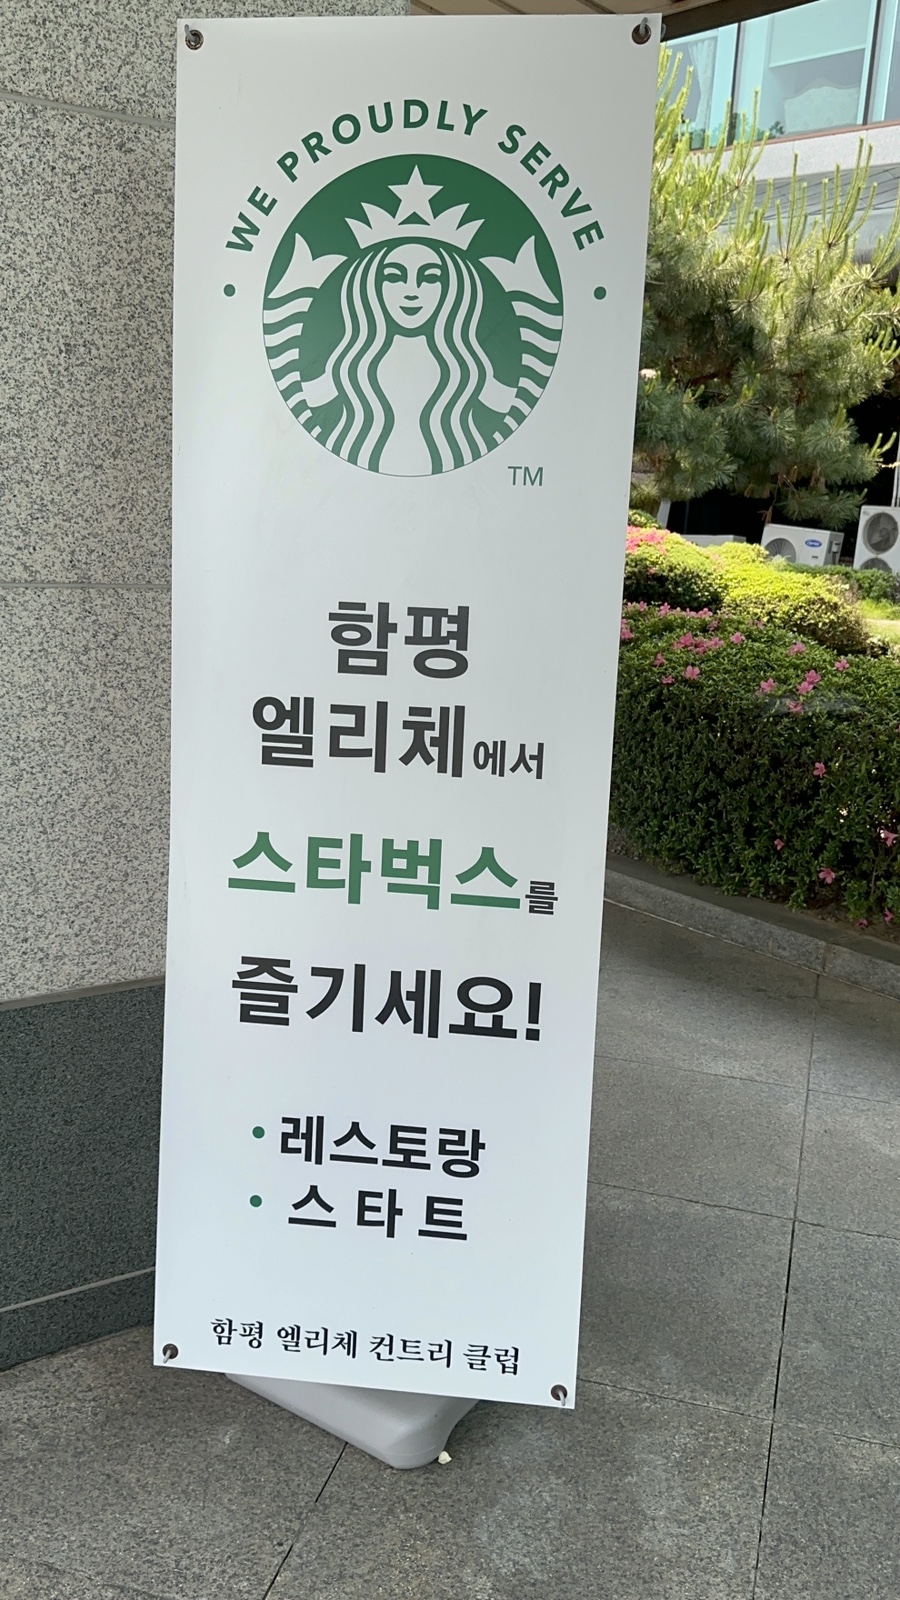 WE PROUDLY SERVE
TM
함평
엘리체에서
스타벅스를
즐기세요!
• 레스토랑
• 스타트
함평 엘리체 컨트리 클럽